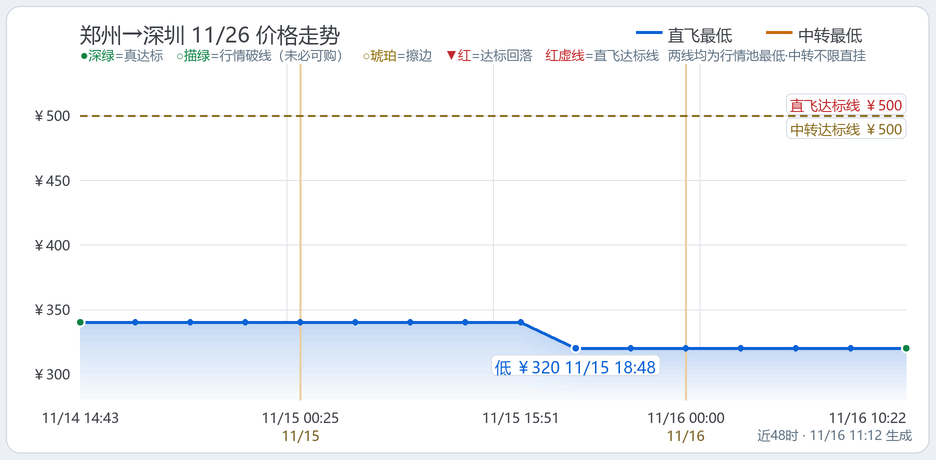 郑州→深圳 11/26 价格走势
直飞最低 中转最低
●深绿=真达标 ○描绿=行情破线（未必可购） ○琥珀=擦边 ▼红=达标回落 红虚线=直飞达标线 两线均为行情池最低·中转不限直挂
直飞达标线 ￥500
￥500
中转达标线 ￥500
￥450
￥400
￥350
低 ￥320 11/15 18:48
￥300
11/14 14:43 11/15 00:25 11/15 15:51 11/16 00:00 11/16 10:22
11/15 11/16 近48时 · 11/16 11:12 生成